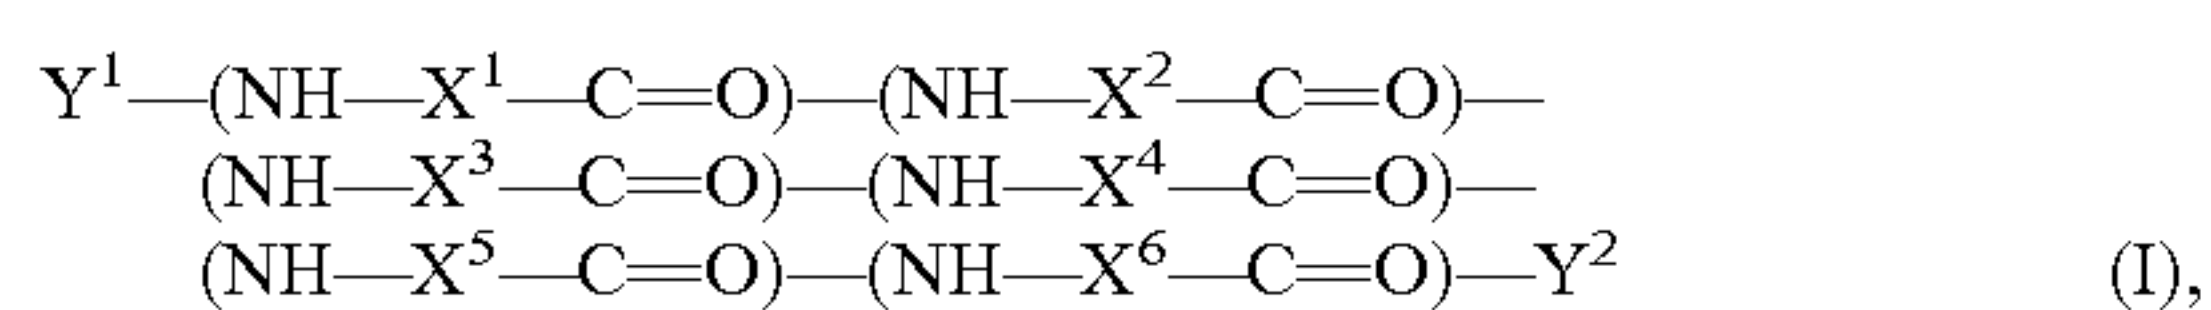 Y¹—(NH—X¹—C=O)—(NH—X²—C=O)—
(NH—X³—C=O)—(NH—X⁴—C=O)—
(NH—X⁵—C=O)—(NH—X⁶—C=O)—Y² (I),